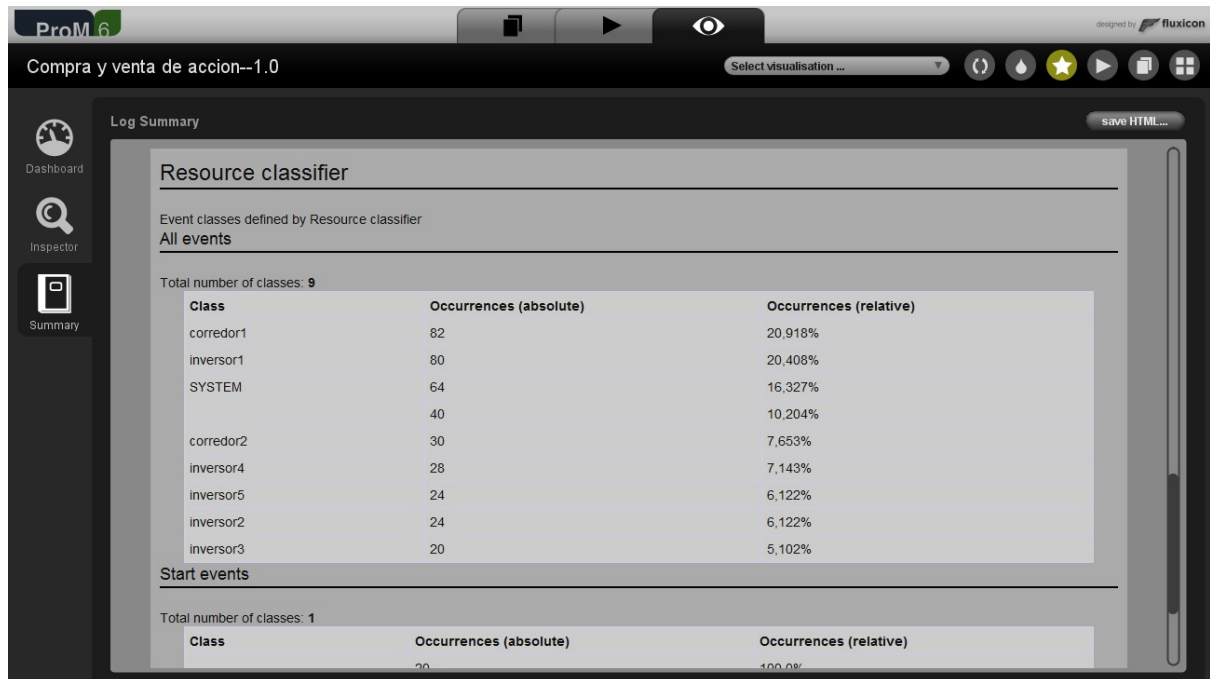 ProM 6
designed by fluxicon
Compra y venta de accion--1.0
Select visualisation ...
Log Summary
save HTML...
Dashboard
Inspector
Summary
Resource classifier
Event classes defined by Resource classifier
All events
Total number of classes: 9
Class Occurrences (absolute) Occurrences (relative)
corredor1 82 20,918%
inversor1 80 20,408%
SYSTEM 64 16,327%
40 10,204%
corredor2 30 7,653%
inversor4 28 7,143%
inversor5 24 6,122%
inversor2 24 6,122%
inversor3 20 5,102%
Start events
Total number of classes: 1
Class Occurrences (absolute) Occurrences (relative)
20 100,0%